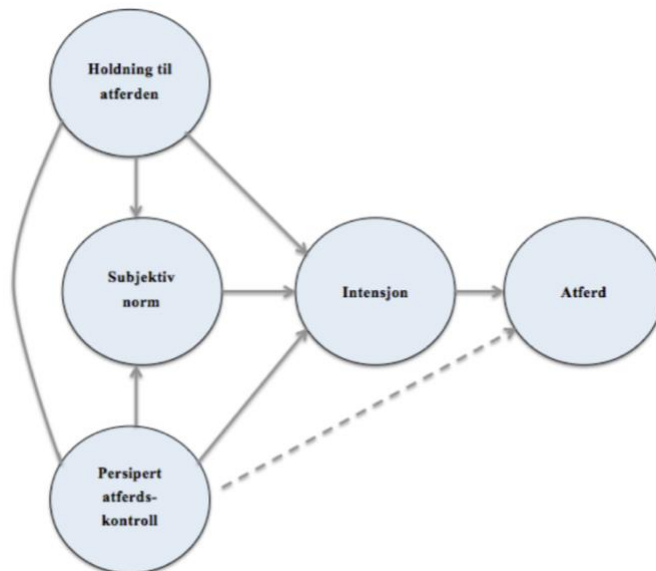 Holdning til
atferden
Subjektiv
norm
Intensjon
Atferd
Persipert
atferds-
kontroll